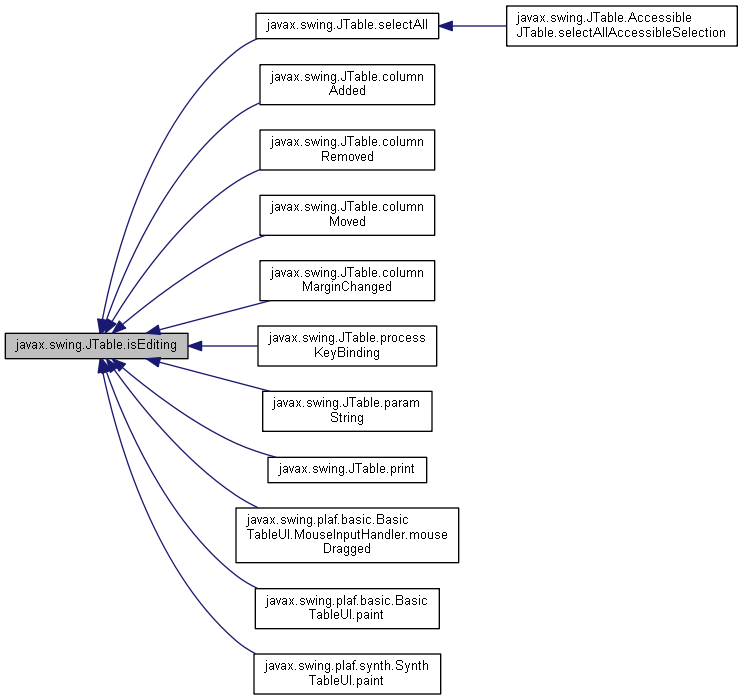 javax.swing.JTable.selectAll
javax.swing.JTable.Accessible
JTable.selectAllAccessibleSelection
javax.swing.JTable.column
Added
javax.swing.JTable.column
Removed
javax.swing.JTable.column
Moved
javax.swing.JTable.column
MarginChanged
javax.swing.JTable.isEditing
javax.swing.JTable.process
KeyBinding
javax.swing.JTable.param
String
javax.swing.JTable.print
javax.swing.plaf.basic.Basic
TableUI.MouseInputHandler.mouse
Dragged
javax.swing.plaf.basic.Basic
TableUI.paint
javax.swing.plaf.synth.Synth
TableUI.paint